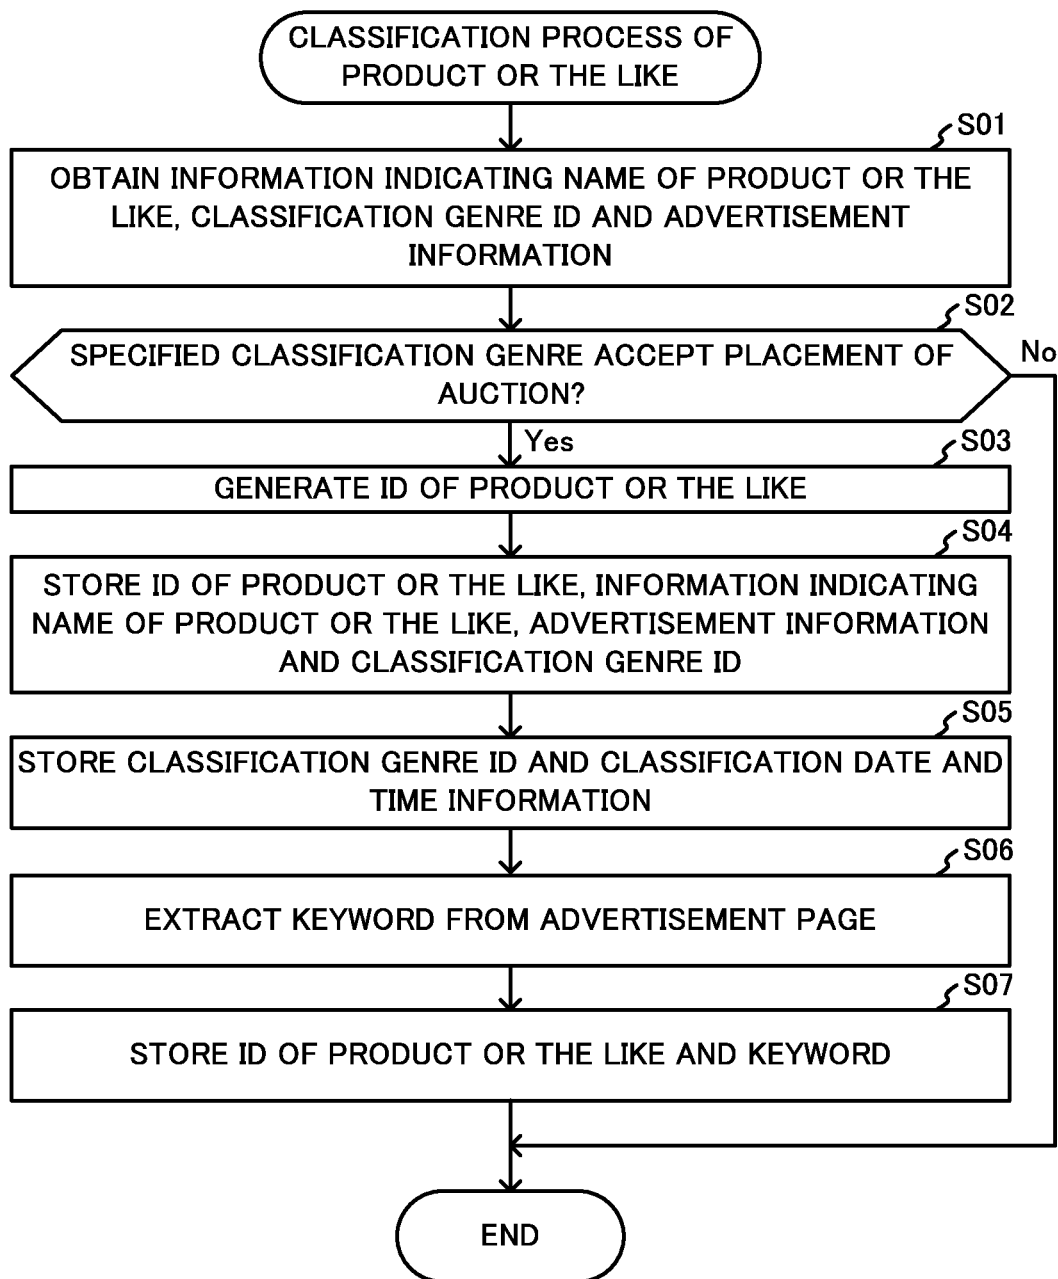 CLASSIFICATION PROCESS OF
PRODUCT OR THE LIKE
S01
OBTAIN INFORMATION INDICATING NAME OF PRODUCT OR THE
LIKE, CLASSIFICATION GENRE ID AND ADVERTISEMENT
INFORMATION
S02
SPECIFIED CLASSIFICATION GENRE ACCEPT PLACEMENT OF
AUCTION?
No
Yes
S03
GENERATE ID OF PRODUCT OR THE LIKE
S04
STORE ID OF PRODUCT OR THE LIKE, INFORMATION INDICATING
NAME OF PRODUCT OR THE LIKE, ADVERTISEMENT INFORMATION
AND CLASSIFICATION GENRE ID
S05
STORE CLASSIFICATION GENRE ID AND CLASSIFICATION DATE AND
TIME INFORMATION
S06
EXTRACT KEYWORD FROM ADVERTISEMENT PAGE
S07
STORE ID OF PRODUCT OR THE LIKE AND KEYWORD
END